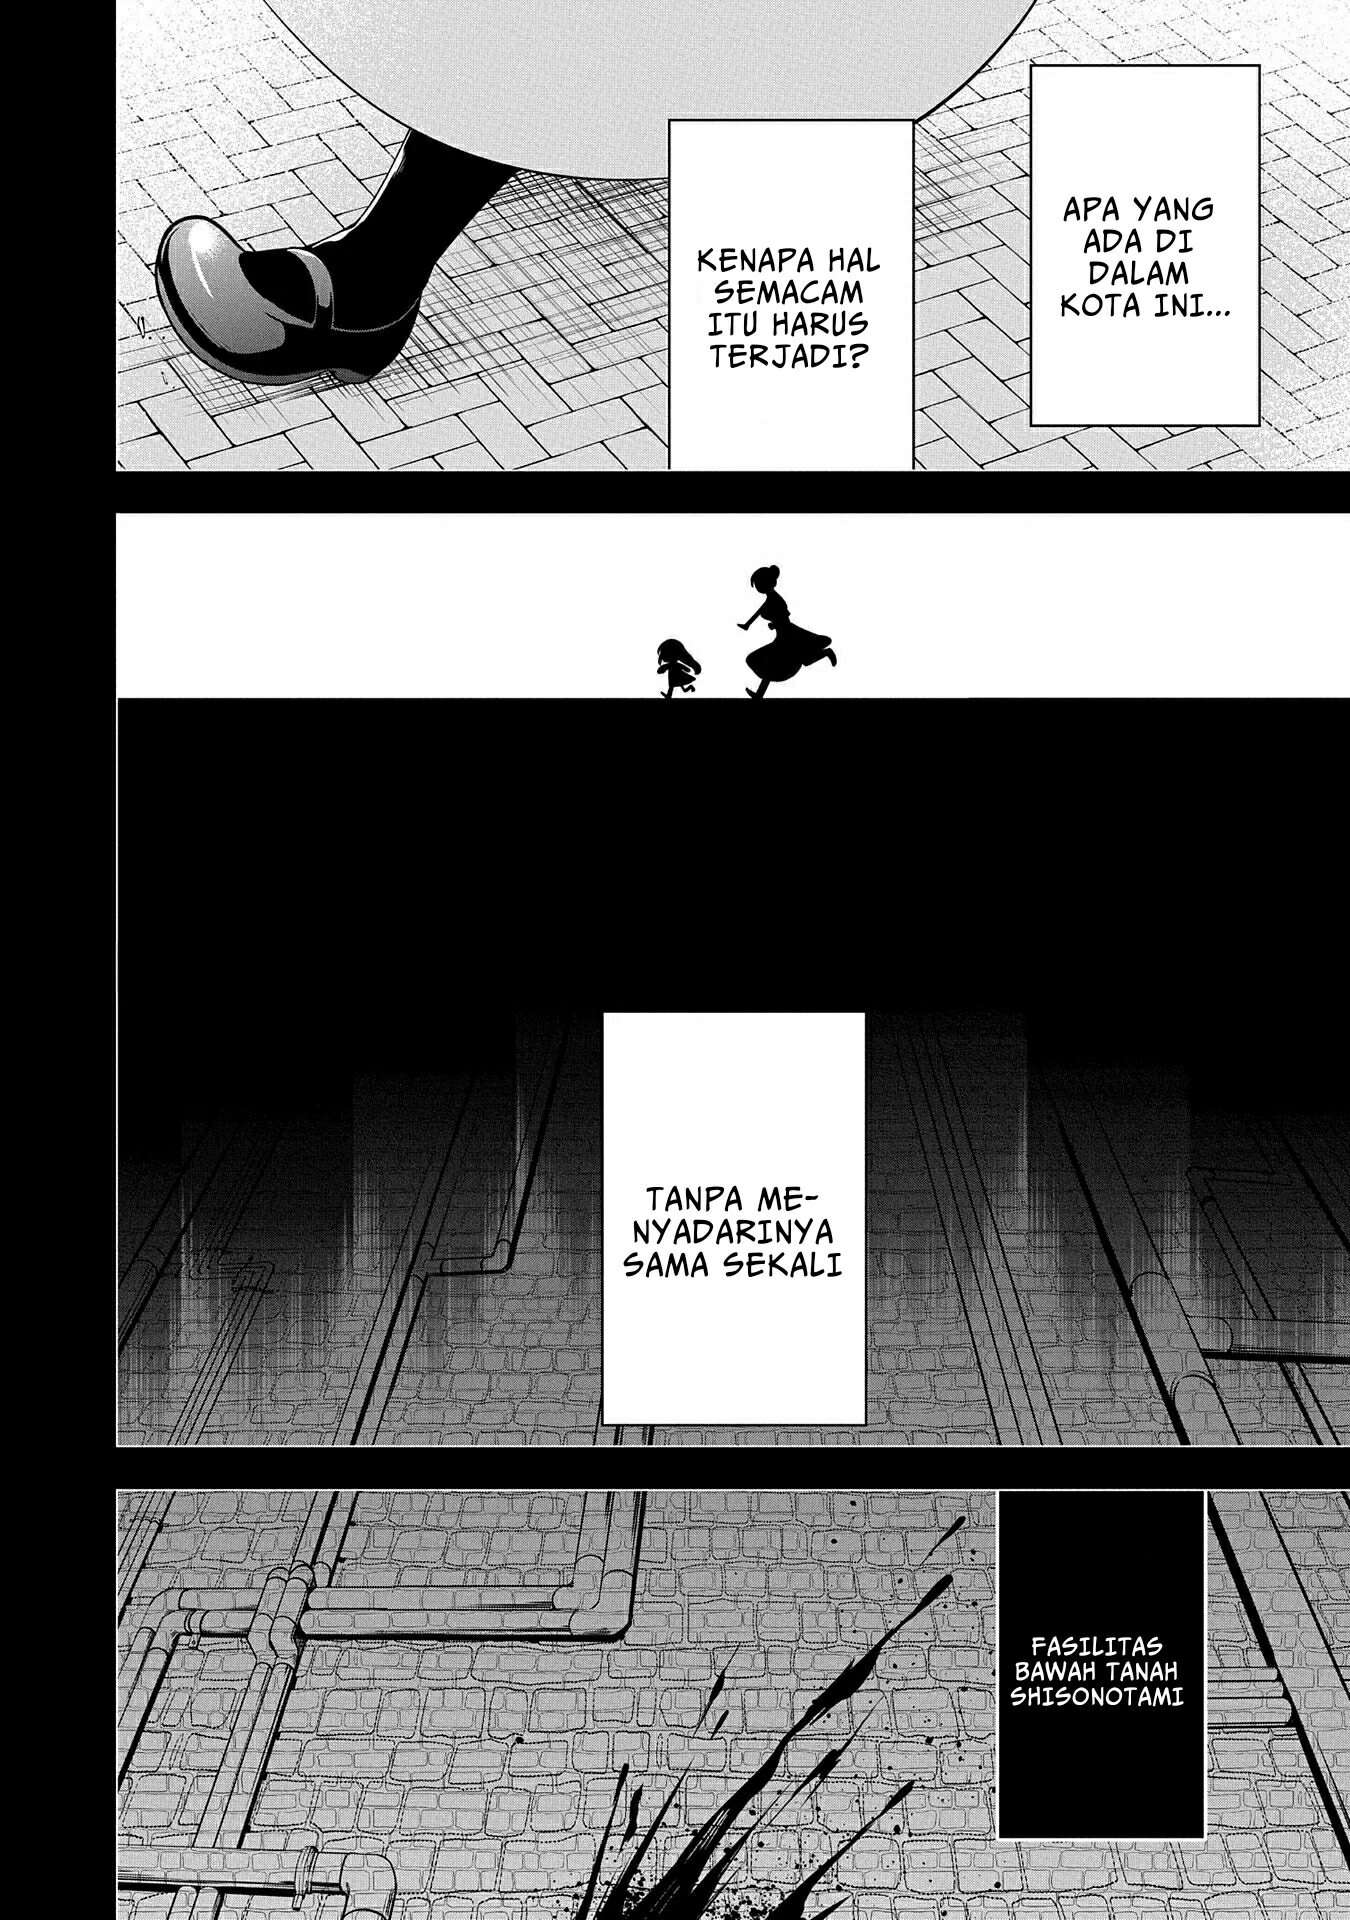 APA YANG
ADA DI
DALAM
KOTA INI...
KENAPA HAL
SEMACAM
ITU HARUS
TERJADI?
TANPA ME-
NYADARINYA
SAMA SEKALI
FASILITAS
BAWAH TANAH
SHISONOTAMI